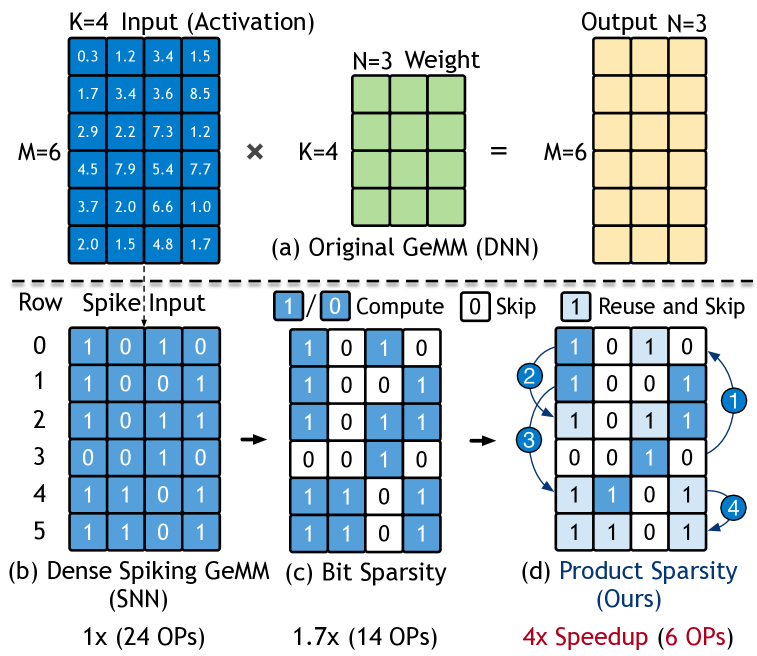 K=4 Input (Activation)
Output N=3
0.3 1.2 3.4 1.5
N=3 Weight
1.7 3.4 3.6 8.5
2.9 2.2 7.3 1.2
M=6 × K=4 = M=6
4.5 7.9 5.4 7.7
3.7 2.0 6.6 1.0
2.0 1.5 4.8 1.7
(a) Original GeMM (DNN)
Row Spike Input
1 / 0 Compute 0 Skip 1 Reuse and Skip
0 1 0 1 0 1 0 1 0 1 0 1 0
1 1 0 0 1 1 0 0 1 1 0 0 1
2 1 0 1 1 1 0 1 1 1 0 1 1
3 0 0 1 0 0 0 1 0 0 0 1 0
4 1 1 0 1 1 1 0 1 1 1 0 1
5 1 1 0 1 1 1 0 1 1 1 0 1
2
1
3
4
(b) Dense Spiking GeMM
(SNN)
(c) Bit Sparsity
(d) Product Sparsity
(Ours)
1x (24 OPs)
1.7x (14 OPs)
4x Speedup (6 OPs)